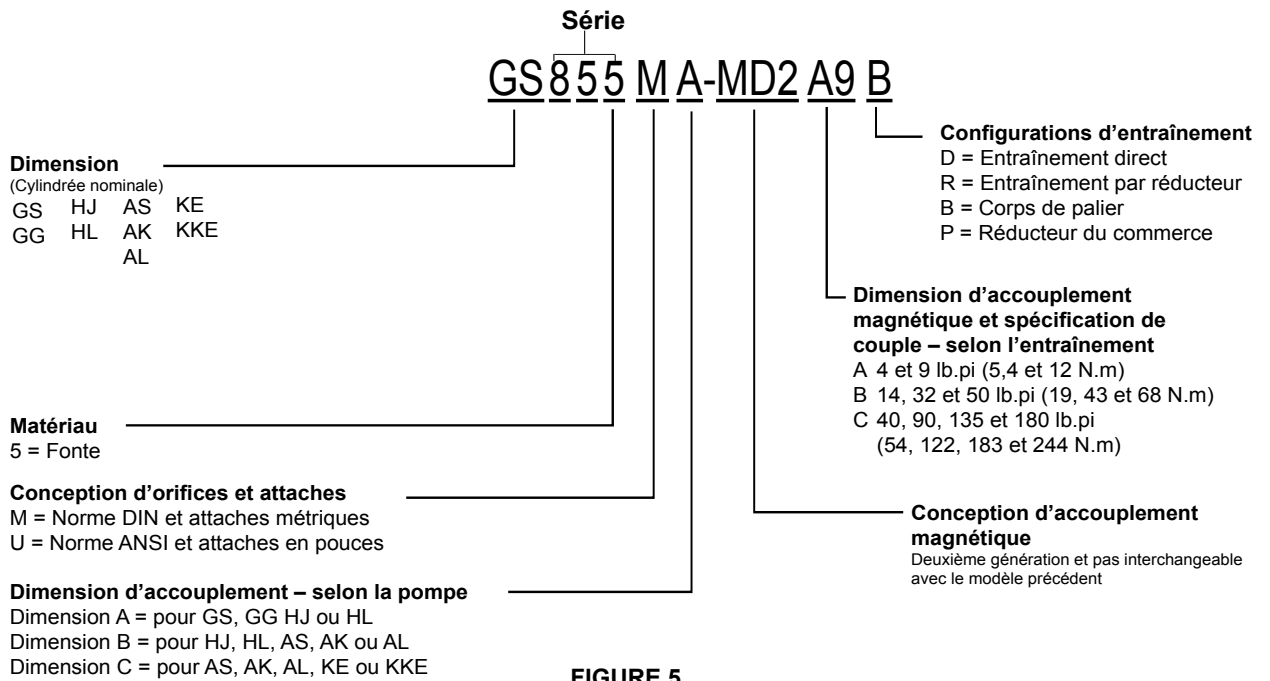 Série
GS855 M A-MD2 A9 B
Dimension
(Cylindrée nominale)
GS HJ AS KE
GG HL AK KKE
AL
Matériau
5 = Fonte
Conception d'orifices et attaches
M = Norme DIN et attaches métriques
U = Norme ANSI et attaches en pouces
Dimension d'accouplement – selon la pompe
Dimension A = pour GS, GG HJ ou HL
Dimension B = pour HJ, HL, AS, AK ou AL
Dimension C = pour AS, AK, AL, KE ou KKE
Configurations d'entraînement
D = Entraînement direct
R = Entraînement par réducteur
B = Corps de palier
P = Réducteur du commerce
Dimension d'accouplement
magnétique et spécification de
couple – selon l'entraînement
A 4 et 9 lb.pi (5,4 et 12 N.m)
B 14, 32 et 50 lb.pi (19, 43 et 68 N.m)
C 40, 90, 135 et 180 lb.pi
(54, 122, 183 et 244 N.m)
Conception d'accouplement
magnétique
Deuxième génération et pas interchangeable
avec le modèle précédent
FIGURE 5